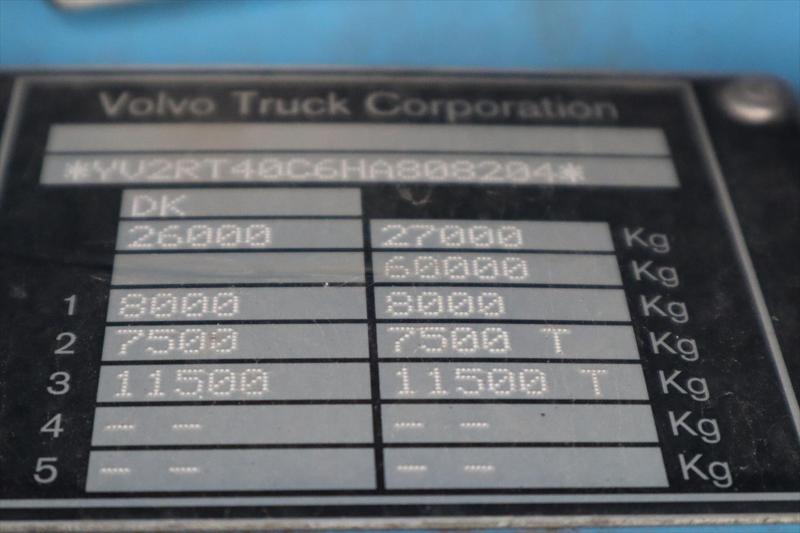 Volvo Truck Corporation
*YV2RT40C6HA808204*
DK
26000 27000 Kg
60000 Kg
1 8000 8000 Kg
2 7500 7500 T Kg
3 11500 11500 T Kg
4 -- -- -- -- Kg
5 -- -- -- -- Kg